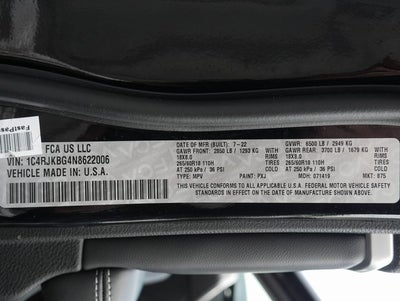 FastPass
FCA US LLC
VIN: 1C4RJKBG4N8622006
VEHICLE MADE IN: U.S.A.
DATE OF MFR (BUILT): 7-22 GVWR: 6500 LB / 2949 KG
GAWR FRONT: 2850 LB / 1293 KG GAWR REAR: 3700 LB / 1679 KG
18X8.0 18X8.0
265/60R18 110H TIRES 265/60R18 110H TIRES
AT 250 kPa / 36 PSI COLD AT 250 kPa / 36 PSI COLD
THIS VEHICLE CONFORMS TO ALL APPLICABLE U.S.A. FEDERAL MOTOR VEHICLE
SAFETY STANDARDS IN EFFECT ON THE DATE OF MANUFACTURE SHOWN ABOVE.
TYPE: MPV PAINT: PXJ MDH: 071419 MKT: 875